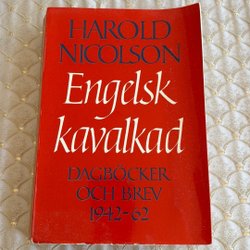 HAROLD
NICOLSON
Engelsk
kavalkad
DAGBÖCKER
OCH BREV
1942-62